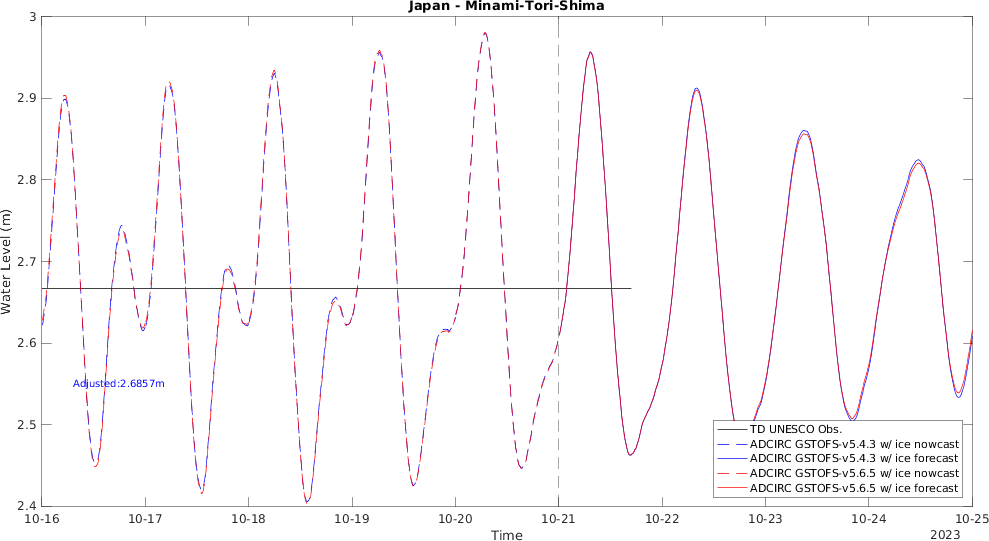 Japan - Minami-Tori-Shima
3
2.9
2.8
2.7
2.6
2.5
2.4
Water Level (m)
Adjusted:2.6857m
TD UNESCO Obs.
ADCIRC GSTOFS-v5.4.3 w/ ice nowcast
ADCIRC GSTOFS-v5.4.3 w/ ice forecast
ADCIRC GSTOFS-v5.6.5 w/ ice nowcast
ADCIRC GSTOFS-v5.6.5 w/ ice forecast
10-16 10-17 10-18 10-19 10-20 10-21 10-22 10-23 10-24 10-25
Time
2023